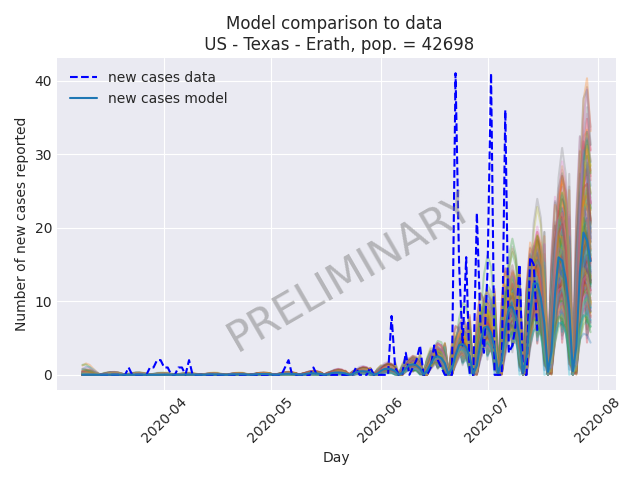 Model comparison to data
US - Texas - Erath, pop. = 42698
new cases data
new cases model
Number of new cases reported
40
30
20
10
0
PRELIMINARY
2020-04
2020-05
2020-06
2020-07
2020-08
Day